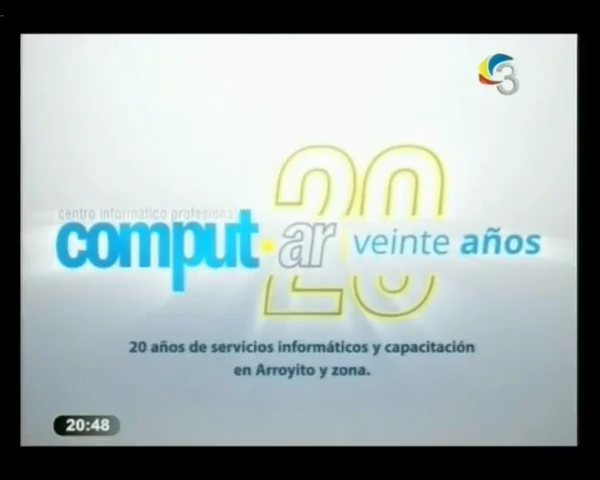 3
20
centro informático profesional
comput·ar veinte años
20 años de servicios informáticos y capacitación
en Arroyito y zona.
20:48